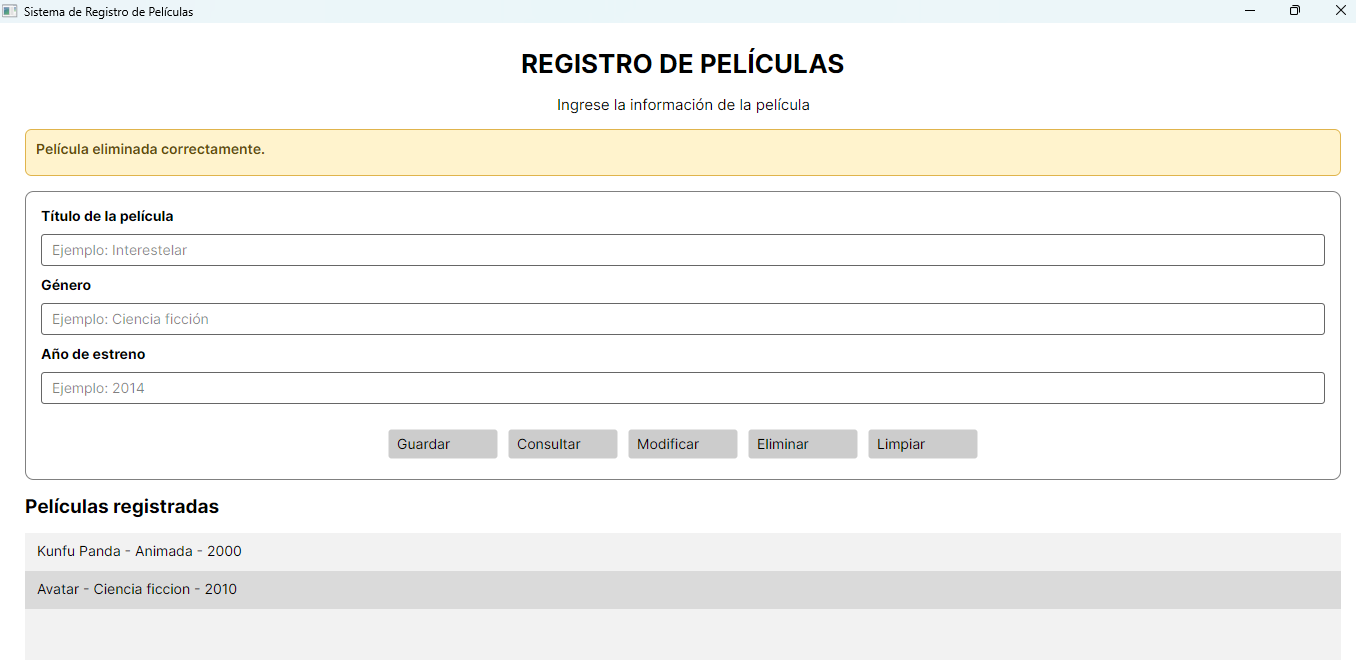 Sistema de Registro de Películas
REGISTRO DE PELÍCULAS
Ingrese la información de la película
Película eliminada correctamente.
Título de la película
Ejemplo: Interestelar
Género
Ejemplo: Ciencia ficción
Año de estreno
Ejemplo: 2014
Guardar Consultar Modificar Eliminar Limpiar
Películas registradas
Kunfu Panda - Animada - 2000
Avatar - Ciencia ficcion - 2010